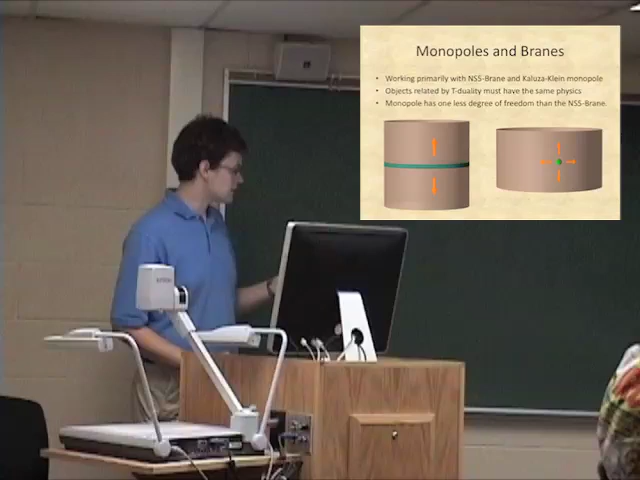 Monopoles and Branes
• Working primarily with NS5-Brane and Kaluza-Klein monopole
• Objects related by T-duality must have the same physics
• Monopole has one less degree of freedom than the NS5-Brane.
EPSON